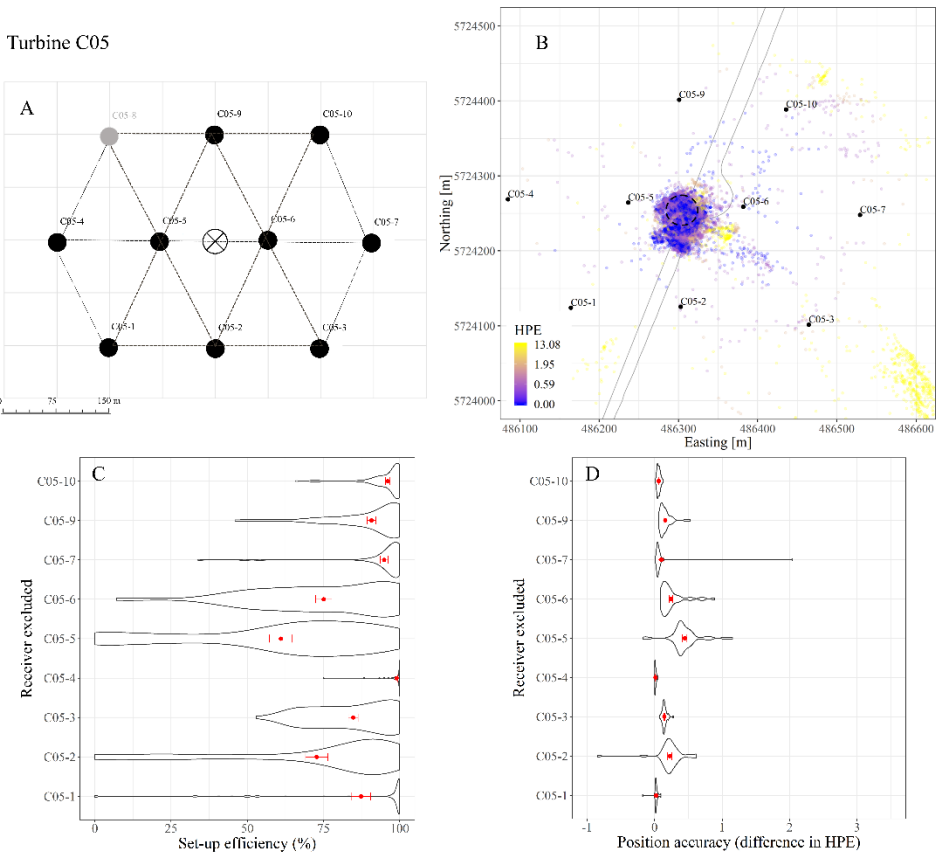 Turbine C05
A
C05-8
C05-9
C05-10
C05-4
C05-5
C05-6
C05-7
C05-1
C05-2
C05-3
75
150 m
B
5724500
5724400
5724300
5724200
5724100
5724000
Northing [m]
C05-9
C05-10
C05-4
C05-5
C05-6
C05-7
C05-1
C05-2
C05-3
HPE
13.08
1.95
0.59
0.00
486100
486200
486300
486400
486500
486600
Easting [m]
C
Receiver excluded
C05-10
C05-9
C05-7
C05-6
C05-5
C05-4
C05-3
C05-2
C05-1
0
25
50
75
100
Set-up efficiency (%)
D
Receiver excluded
C05-10
C05-9
C05-7
C05-6
C05-5
C05-4
C05-3
C05-2
C05-1
-1
0
1
2
3
Position accuracy (difference in HPE)